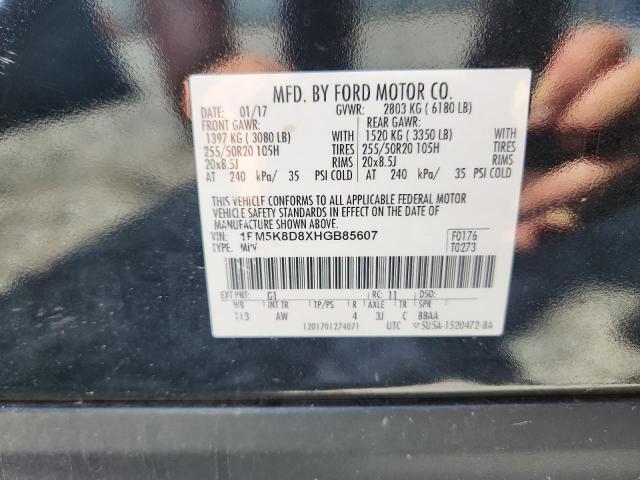 MFD. BY FORD MOTOR CO.
DATE: 01/17 GVWR: 2803 KG ( 6180 LB)
FRONT GAWR: REAR GAWR:
1397 KG ( 3080 LB) WITH 1520 KG ( 3350 LB) WITH
255/50R20 105H TIRES 255/50R20 105H TIRES
20x8.5J RIMS 20x8.5J RIMS
AT 240 kPa/ 35 PSI COLD AT 240 kPa/ 35 PSI COLD
THIS VEHICLE CONFORMS TO ALL APPLICABLE FEDERAL MOTOR
VEHICLE SAFETY AND THEFT PREVENTION STANDARDS IN EFFECT ON THE DATE OF
MANUFACTURE SHOWN ABOVE.
VIN: 1FM5K8D8XHGB85607 F0176
TYPE: MPV T0273
EXT PNT: G1 RC: 11 DSO:
WB INT TR TP/PS R AXLE TR SPR
113 AW 4 3J C BBAA
1201701274071 UTC 5U5A-1520472-BA